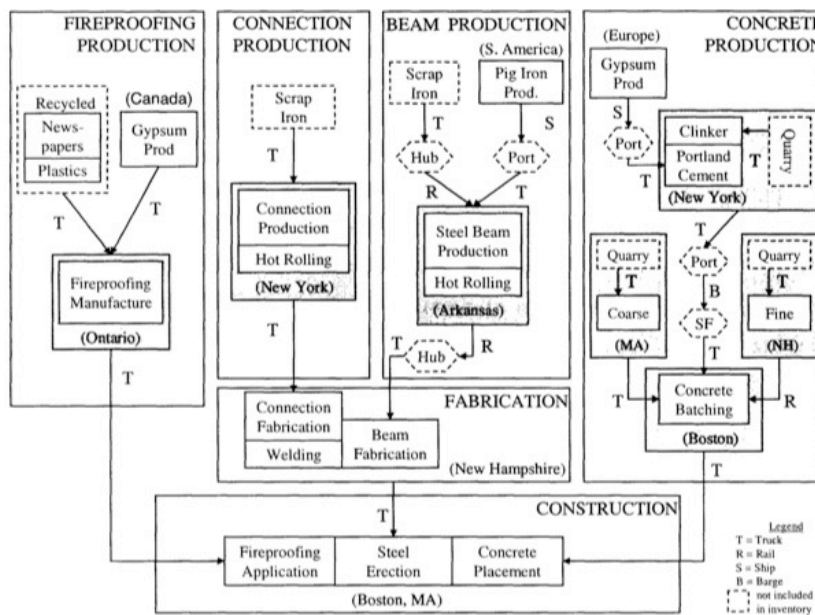 FIREPROOFING
PRODUCTION
Recycled
News-
papers
Plastics
(Canada)
Gypsum
Prod
T
T
Fireproofing
Manufacture
(Ontario)
T
CONNECTION
PRODUCTION
Scrap
Iron
T
Connection
Production
Hot Rolling
(New York)
T
BEAM PRODUCTION
(S. America)
Scrap
Iron
Pig Iron
Prod.
T
S
Hub
Port
R
T
Steel Beam
Production
Hot Rolling
(Arkansas)
T
Hub
R
CONCRETE
PRODUCTION
(Europe)
Gypsum
Prod
S
Port
T
Clinker
Portland
Cement
T
Quarry
(New York)
T
Quarry
T
Coarse
(MA)
Port
B
SF
T
Quarry
T
Fine
(NH)
T
Concrete
Batching
R
(Boston)
T
FABRICATION
Connection
Fabrication
Welding
Beam
Fabrication
(New Hampshire)
T
CONSTRUCTION
Fireproofing
Application
Steel
Erection
Concrete
Placement
(Boston, MA)
Legend
T = Truck
R = Rail
S = Ship
B = Barge
not included
in inventory